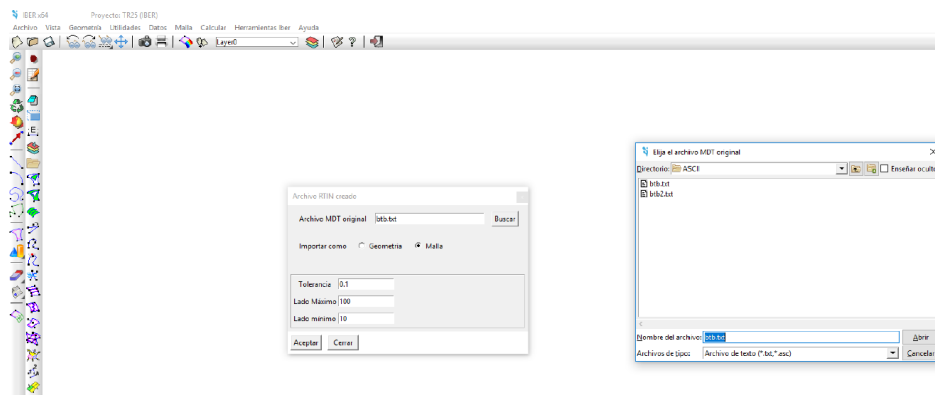 IBER x64 Proyecto: TR25 (IBER)
Archivo Vista Geometría Utilidades Datos Malla Calcular Herramientas Iber Ayuda
Layer0
E
Elija el archivo MDT original
Directorio: ASCII Enseñar oculto
btb.txt
btb2.txt
Archivo RTIN creado
Archivo MDT original btb.txt Buscar
Importar como Geometria Malla
Tolerancia 0.1
Lado Máximo 100
Lado mínimo 10
Aceptar Cerrar
Nombre del archivo: btb.txt Abrir
Archivos de tipo: Archivo de texto (*.txt,*.asc) Cancelar